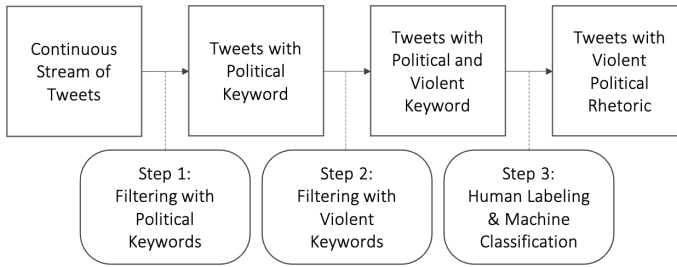 Continuous
Stream of
Tweets
Tweets with
Political
Keyword
Tweets with
Political and
Violent
Keyword
Tweets with
Violent
Political
Rhetoric
Step 1:
Filtering with
Political
Keywords
Step 2:
Filtering with
Violent
Keywords
Step 3:
Human Labeling
& Machine
Classification